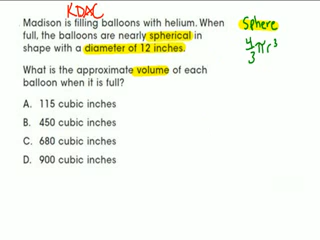 KDAC
Madison is filling balloons with helium. When
full, the balloons are nearly spherical in
shape with a diameter of 12 inches.
What is the approximate volume of each
balloon when it is full?
A. 115 cubic inches
B. 450 cubic inches
C. 680 cubic inches
D. 900 cubic inches
Sphere
4/3 πr³